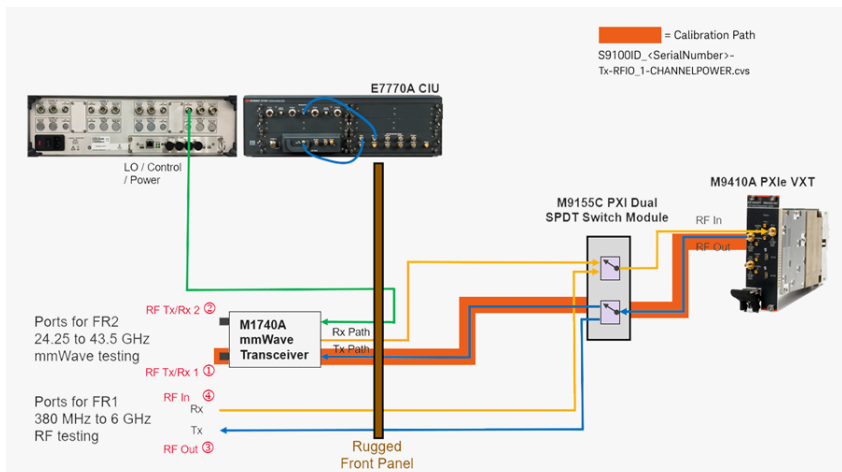 = Calibration Path
S9100ID_<SerialNumber>-
Tx-RFIO_1-CHANNELPOWER.cvs
E7770A CIU
LO / Control
/ Power
M9155C PXI Dual
SPDT Switch Module
M9410A PXIe VXT
RF In
RF Out
RF Tx/Rx 2 ②
Ports for FR2
24.25 to 43.5 GHz
mmWave testing
M1740A
mmWave
Transceiver
Rx Path
Tx Path
RF Tx/Rx 1 ①
Ports for FR1
380 MHz to 6 GHz
RF testing
RF In ④
Rx
Tx
RF Out ③
Rugged
Front Panel